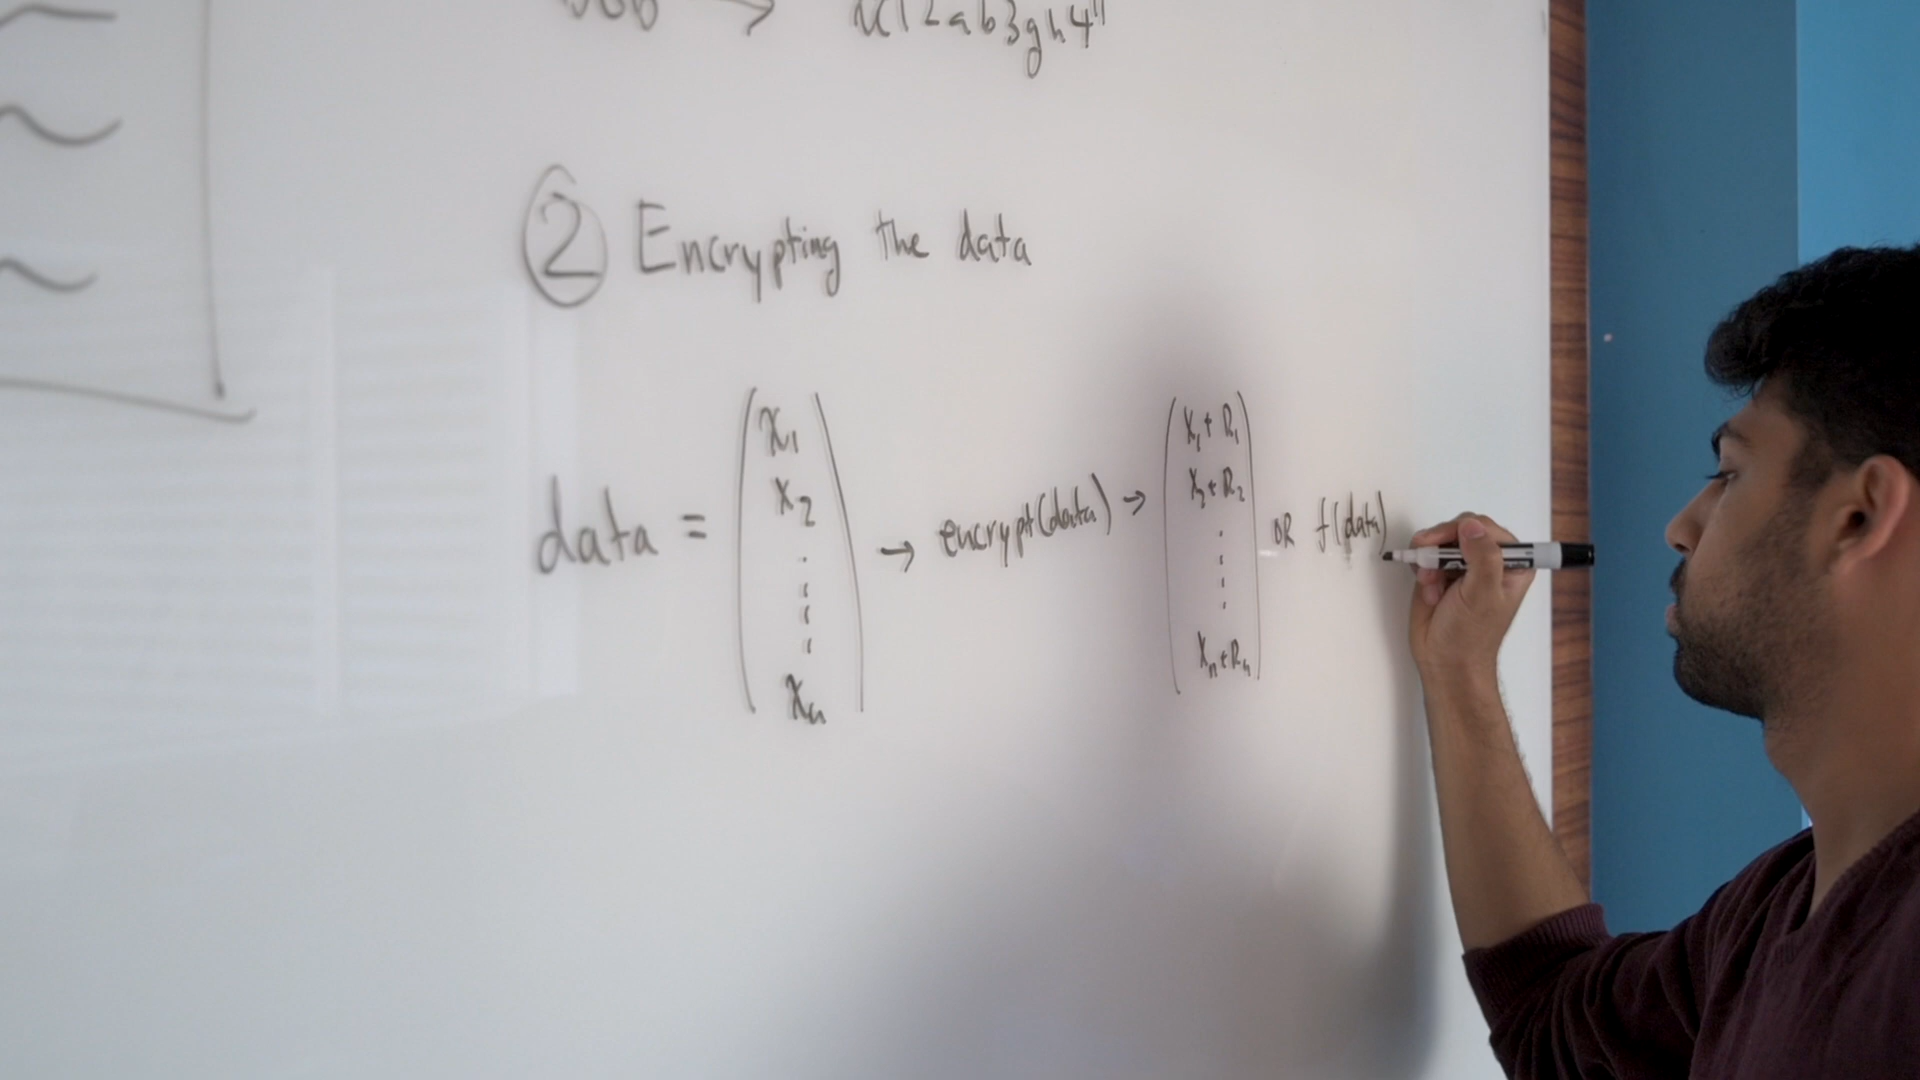 ② Encrypting the data
data = (x₁ x₂ . . . . xₙ) → encrypt(data) → (X₁ + R₁ X₂ + R₂ . . . . Xₙ + Rₙ) OR f(data)